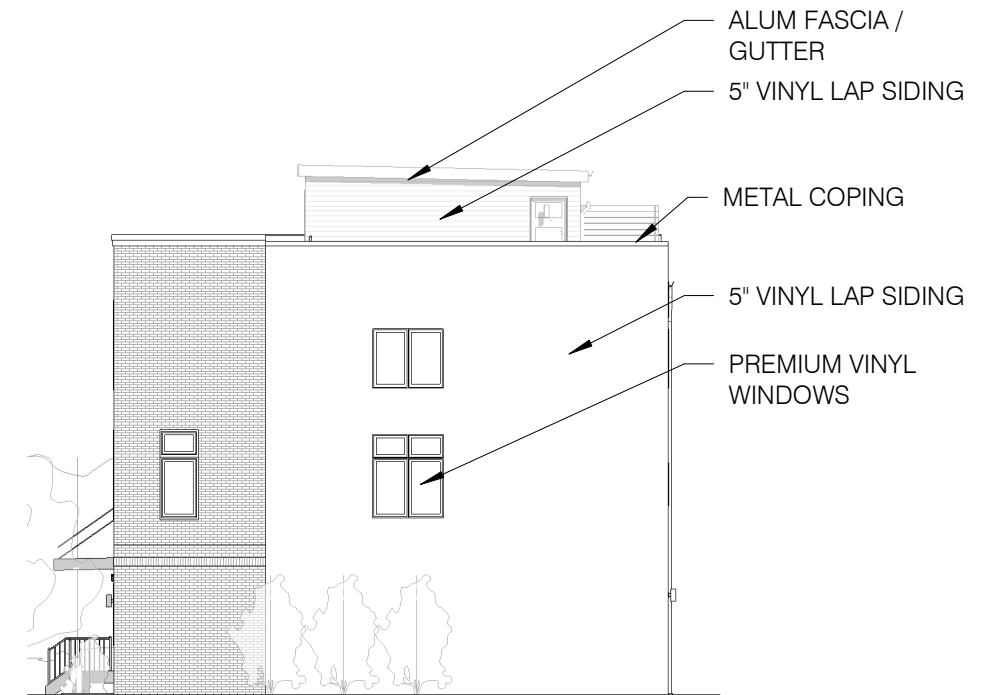 ALUM FASCIA /
GUTTER
5" VINYL LAP SIDING
METAL COPING
5" VINYL LAP SIDING
PREMIUM VINYL
WINDOWS